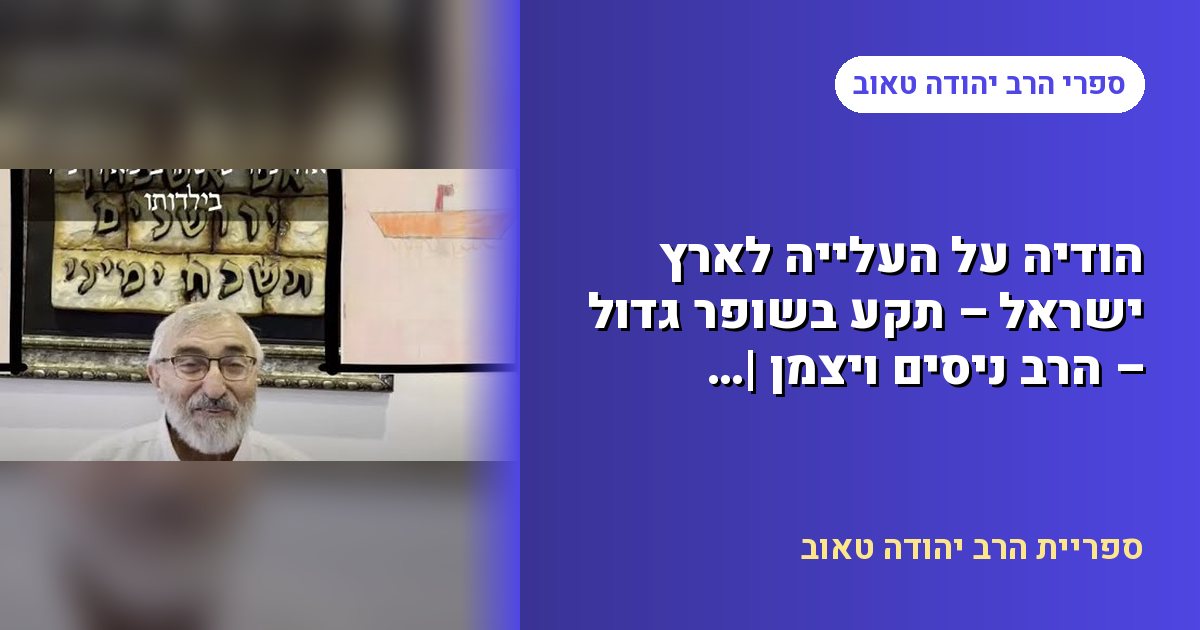 ספרי הרב יהודה טאוב
הודיה על העלייה לארץ
ישראל – תקע בשופר גדול
– הרב ניסים ויצמן |...
ספריית הרב יהודה טאוב
בילדותו
ירושלים
תשכח ימיני